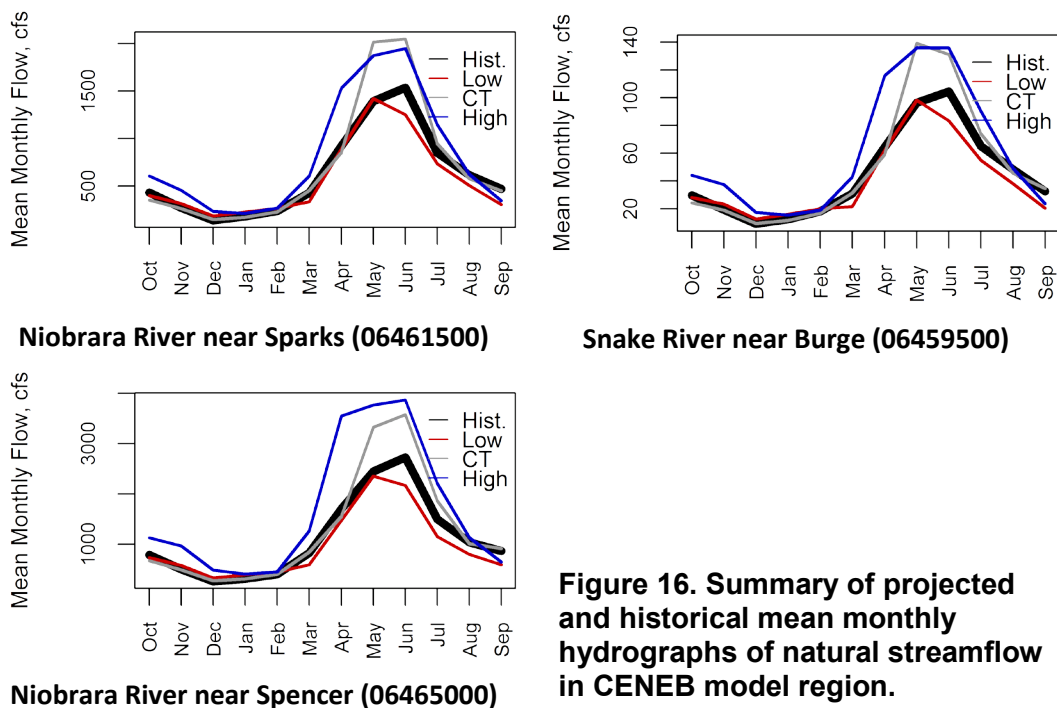 Mean Monthly Flow, cfs
500
1500
Hist.
Low
CT
High
Oct
Nov
Dec
Jan
Feb
Mar
Apr
May
Jun
Jul
Aug
Sep
Niobrara River near Sparks (06461500)
Mean Monthly Flow, cfs
20
60
100
140
Hist.
Low
CT
High
Oct
Nov
Dec
Jan
Feb
Mar
Apr
May
Jun
Jul
Aug
Sep
Snake River near Burge (06459500)
Mean Monthly Flow, cfs
1000
3000
Hist.
Low
CT
High
Oct
Nov
Dec
Jan
Feb
Mar
Apr
May
Jun
Jul
Aug
Sep
Niobrara River near Spencer (06465000)
Figure 16. Summary of projected
and historical mean monthly
hydrographs of natural streamflow
in CENEB model region.